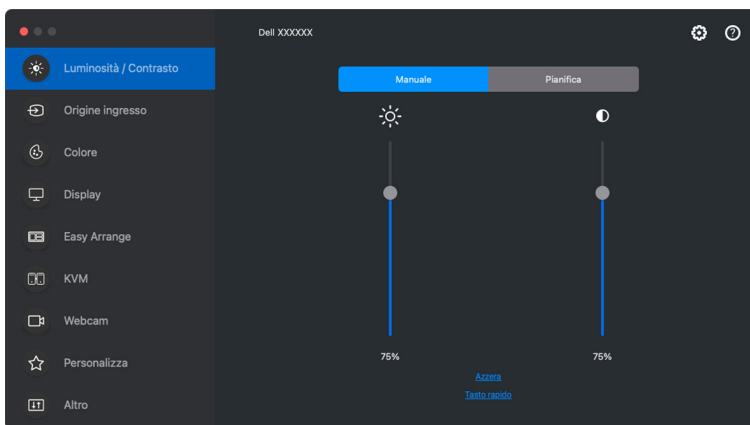 Dell XXXXXX
Luminosità / Contrasto
Origine ingresso
Colore
Display
Easy Arrange
KVM
Webcam
Personalizza
Altro
Manuale
Pianifica
75%
75%
Azzera
Tasto rapido